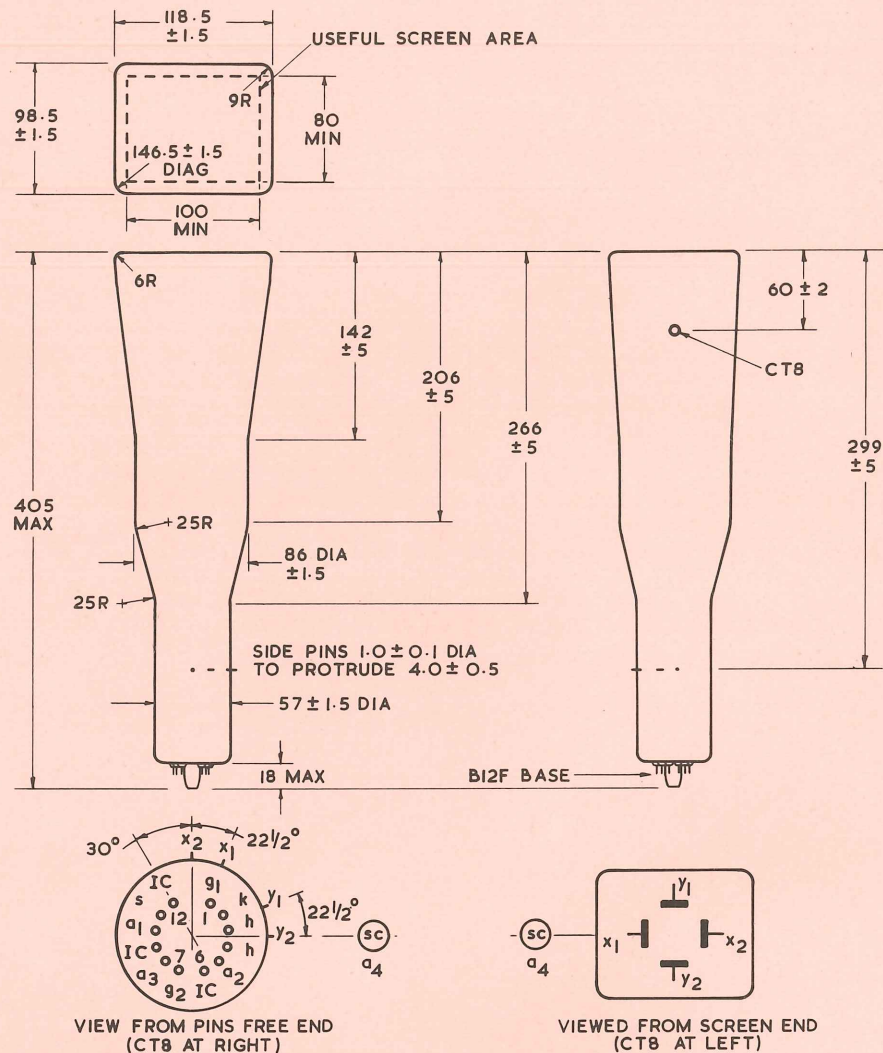 118.5
±1.5
USEFUL SCREEN AREA
98.5
±1.5
9R
80
MIN
146.5±1.5
DIAG
100
MIN
6R
60±2
142
±5
CT8
206
±5
266
±5
299
±5
405
MAX
25R
86 DIA
±1.5
25R
SIDE PINS 1.0±0.1 DIA
TO PROTRUDE 4.0±0.5
57±1.5 DIA
18 MAX
B12F BASE
30°
x2
x1
22½°
IC
g1
s
k
y1
12
1
22½°
a1
h
y2
sc
IC
h
a4
7
6
a3
a2
g2
IC
VIEW FROM PINS FREE END
(CT8 AT RIGHT)
y1
sc
x1
x2
a4
y2
VIEWED FROM SCREEN END
(CT8 AT LEFT)